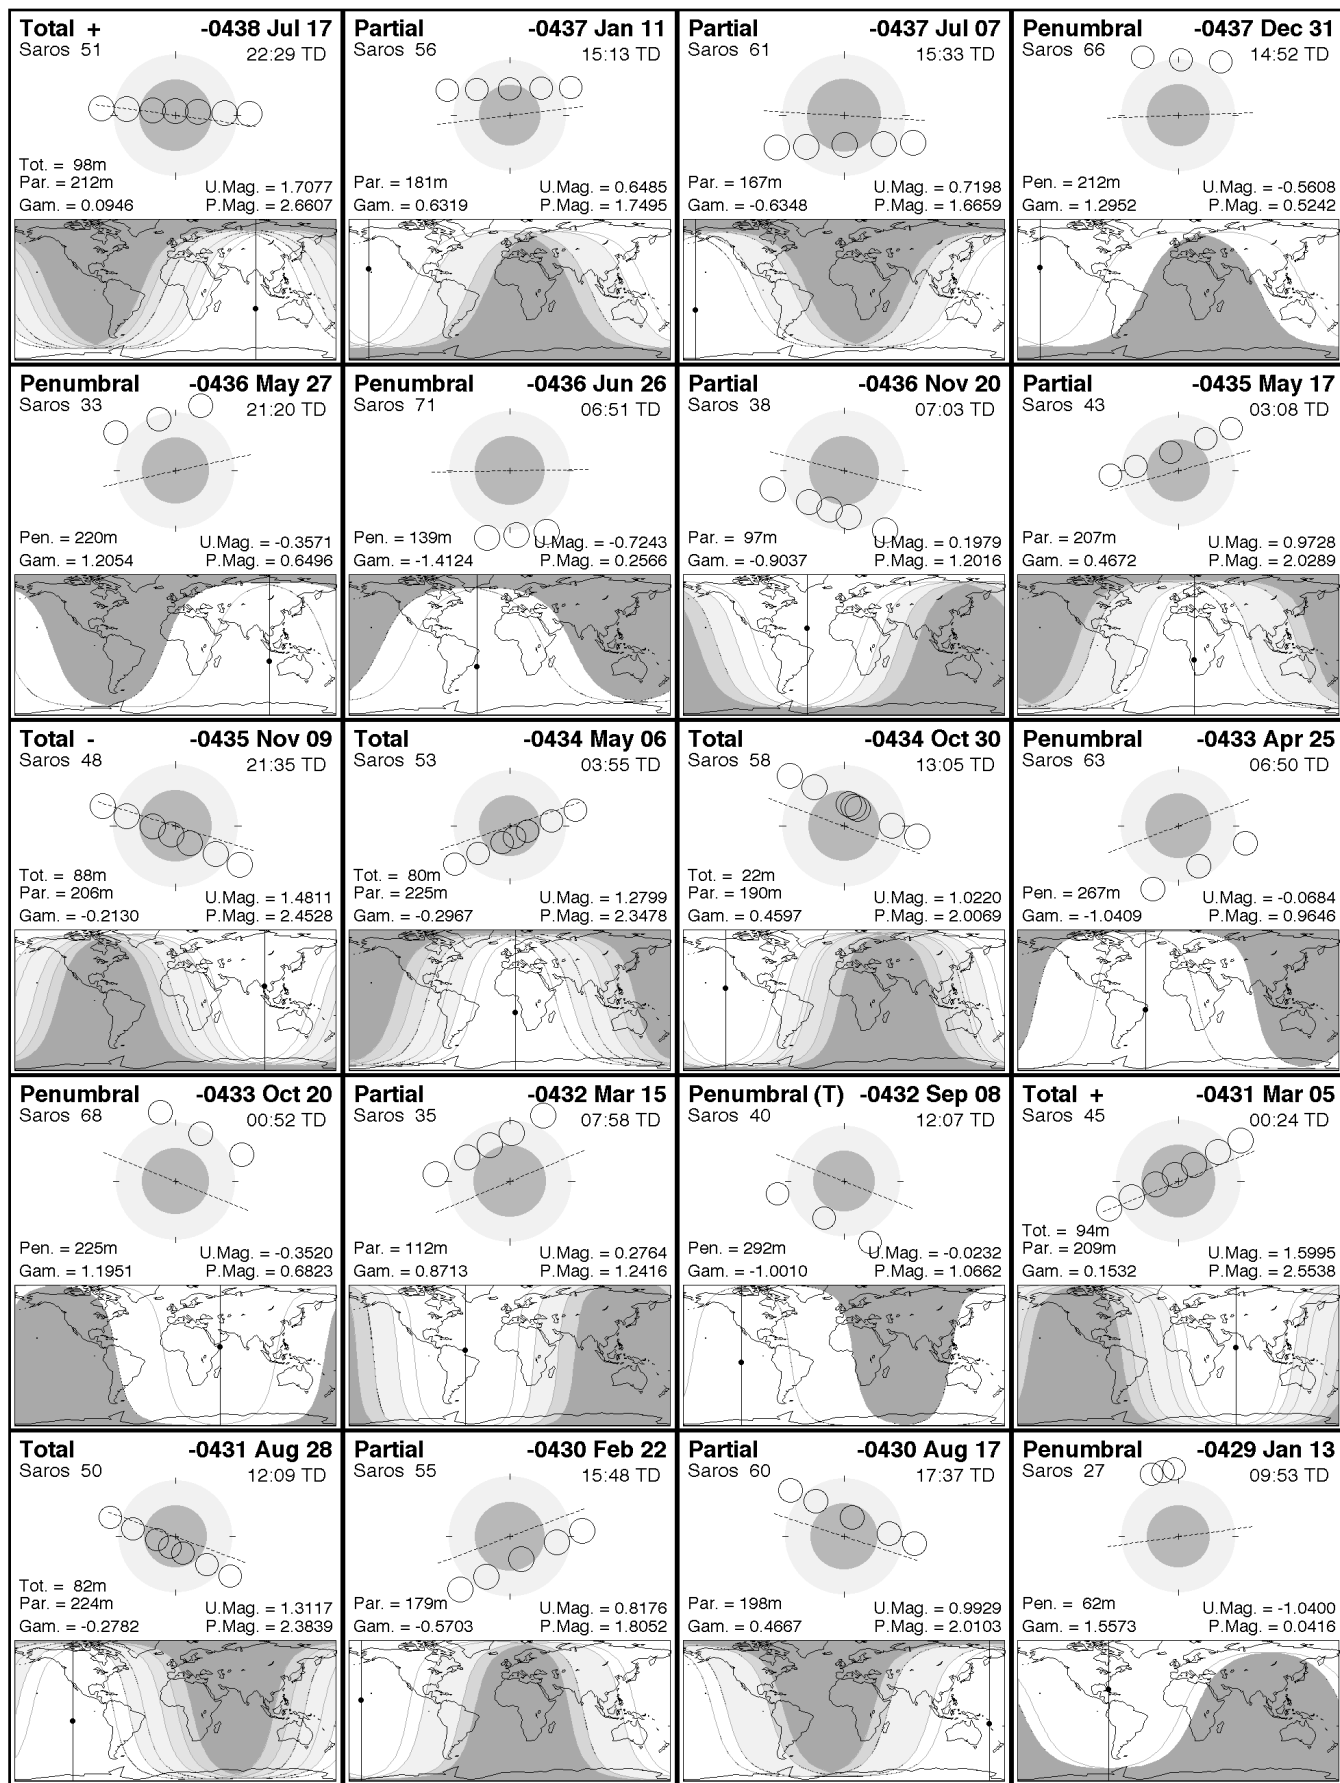 Total + -0438 Jul 17
Saros 51 22:29 TD
Tot. = 98m
Par. = 212m U.Mag. = 1.7077
Gam. = 0.0946 P.Mag. = 2.6607
Partial -0437 Jan 11
Saros 56 15:13 TD
Par. = 181m U.Mag. = 0.6485
Gam. = 0.6319 P.Mag. = 1.7495
Partial -0437 Jul 07
Saros 61 15:33 TD
Par. = 167m U.Mag. = 0.7198
Gam. = -0.6348 P.Mag. = 1.6659
Penumbral -0437 Dec 31
Saros 66 14:52 TD
Pen. = 212m U.Mag. = -0.5608
Gam. = 1.2952 P.Mag. = 0.5242
Penumbral -0436 May 27
Saros 33 21:20 TD
Pen. = 220m U.Mag. = -0.3571
Gam. = 1.2054 P.Mag. = 0.6496
Penumbral -0436 Jun 26
Saros 71 06:51 TD
Pen. = 139m U.Mag. = -0.7243
Gam. = -1.4124 P.Mag. = 0.2566
Partial -0436 Nov 20
Saros 38 07:03 TD
Par. = 97m U.Mag. = 0.1979
Gam. = -0.9037 P.Mag. = 1.2016
Partial -0435 May 17
Saros 43 03:08 TD
Par. = 207m U.Mag. = 0.9728
Gam. = 0.4672 P.Mag. = 2.0289
Total - -0435 Nov 09
Saros 48 21:35 TD
Tot. = 88m
Par. = 206m U.Mag. = 1.4811
Gam. = -0.2130 P.Mag. = 2.4528
Total -0434 May 06
Saros 53 03:55 TD
Tot. = 80m
Par. = 225m U.Mag. = 1.2799
Gam. = -0.2967 P.Mag. = 2.3478
Total -0434 Oct 30
Saros 58 13:05 TD
Tot. = 22m
Par. = 190m U.Mag. = 1.0220
Gam. = 0.4597 P.Mag. = 2.0069
Penumbral -0433 Apr 25
Saros 63 06:50 TD
Pen. = 267m U.Mag. = -0.0684
Gam. = -1.0409 P.Mag. = 0.9646
Penumbral -0433 Oct 20
Saros 68 00:52 TD
Pen. = 225m U.Mag. = -0.3520
Gam. = 1.1951 P.Mag. = 0.6823
Partial -0432 Mar 15
Saros 35 07:58 TD
Par. = 112m U.Mag. = 0.2764
Gam. = 0.8713 P.Mag. = 1.2416
Penumbral (T) -0432 Sep 08
Saros 40 12:07 TD
Pen. = 292m U.Mag. = -0.0232
Gam. = -1.0010 P.Mag. = 1.0662
Total + -0431 Mar 05
Saros 45 00:24 TD
Tot. = 94m
Par. = 209m U.Mag. = 1.5995
Gam. = 0.1532 P.Mag. = 2.5538
Total -0431 Aug 28
Saros 50 12:09 TD
Tot. = 82m
Par. = 224m U.Mag. = 1.3117
Gam. = -0.2782 P.Mag. = 2.3839
Partial -0430 Feb 22
Saros 55 15:48 TD
Par. = 179m U.Mag. = 0.8176
Gam. = -0.5703 P.Mag. = 1.8052
Partial -0430 Aug 17
Saros 60 17:37 TD
Par. = 198m U.Mag. = 0.9929
Gam. = 0.4667 P.Mag. = 2.0103
Penumbral -0429 Jan 13
Saros 27 09:53 TD
Pen. = 62m U.Mag. = -1.0400
Gam. = 1.5573 P.Mag. = 0.0416